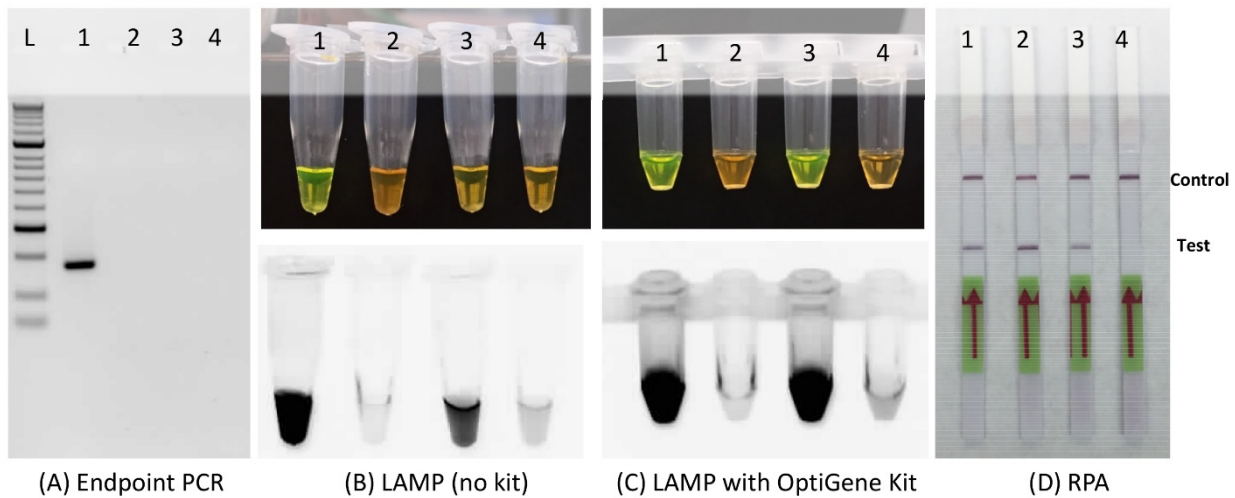 L 1 2 3 4
1 2 3 4
1 2 3 4
1 2 3 4
Control
Test
(A) Endpoint PCR
(B) LAMP (no kit)
(C) LAMP with OptiGene Kit
(D) RPA